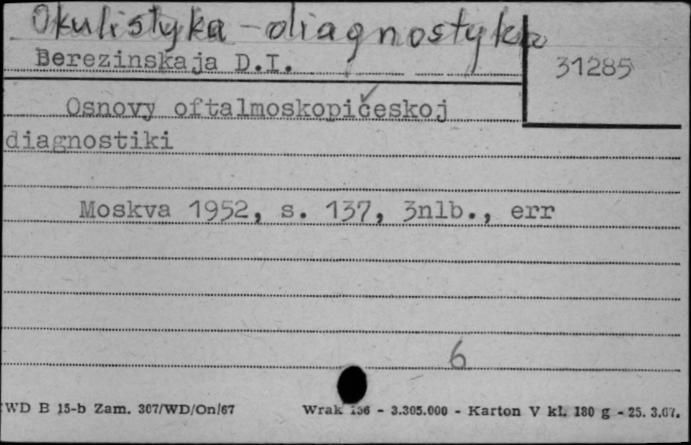 Okulistyka - diagnostyka
Berezinskaja D.I.
31285
Osnovy oftalmoskopičeskoj
diagnostiki
Moskva 1952, s. 137, 3nlb., err
6
WD B 15-b Zam. 307/WD/On/67 Wrak 136 - 3.305.000 - Karton V kl. 180 g - 25. 3.67.